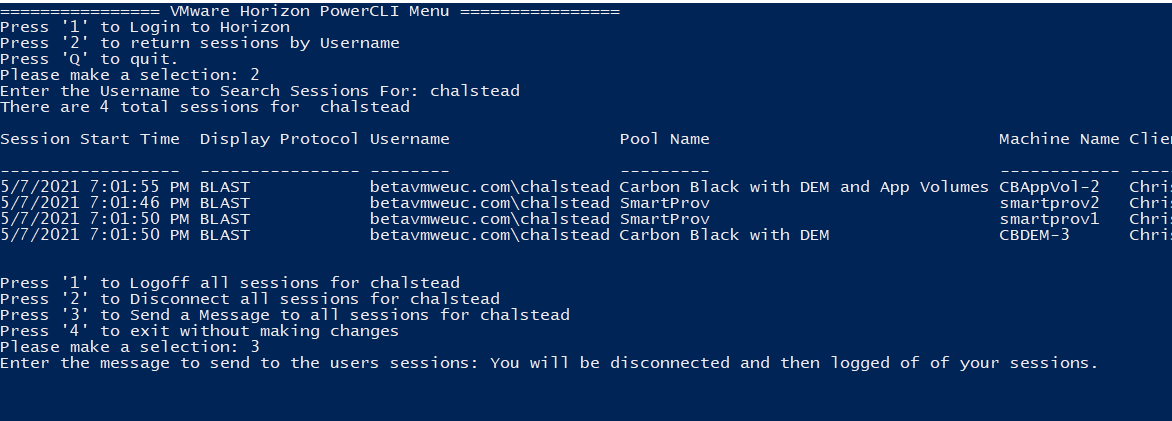 ================ VMware Horizon PowerCLI Menu ================
Press '1' to Login to Horizon
Press '2' to return sessions by Username
Press 'Q' to quit.
Please make a selection: 2
Enter the Username to Search Sessions For: chalstead
There are 4 total sessions for  chalstead
Session Start Time  Display Protocol Username                 Pool Name                             Machine Name Clie
------------------  ---------------- --------                 ---------                             ------------ ----
5/7/2021 7:01:55 PM BLAST            betavmweuc.com\chalstead Carbon Black with DEM and App Volumes CBAppVol-2   Chris
5/7/2021 7:01:46 PM BLAST            betavmweuc.com\chalstead SmartProv                             smartprov2   Chris
5/7/2021 7:01:50 PM BLAST            betavmweuc.com\chalstead SmartProv                             smartprov1   Chris
5/7/2021 7:01:50 PM BLAST            betavmweuc.com\chalstead Carbon Black with DEM                 CBDEM-3      Chris
Press '1' to Logoff all sessions for chalstead
Press '2' to Disconnect all sessions for chalstead
Press '3' to Send a Message to all sessions for chalstead
Press '4' to exit without making changes
Please make a selection: 3
Enter the message to send to the users sessions: You will be disconnected and then logged of of your sessions.